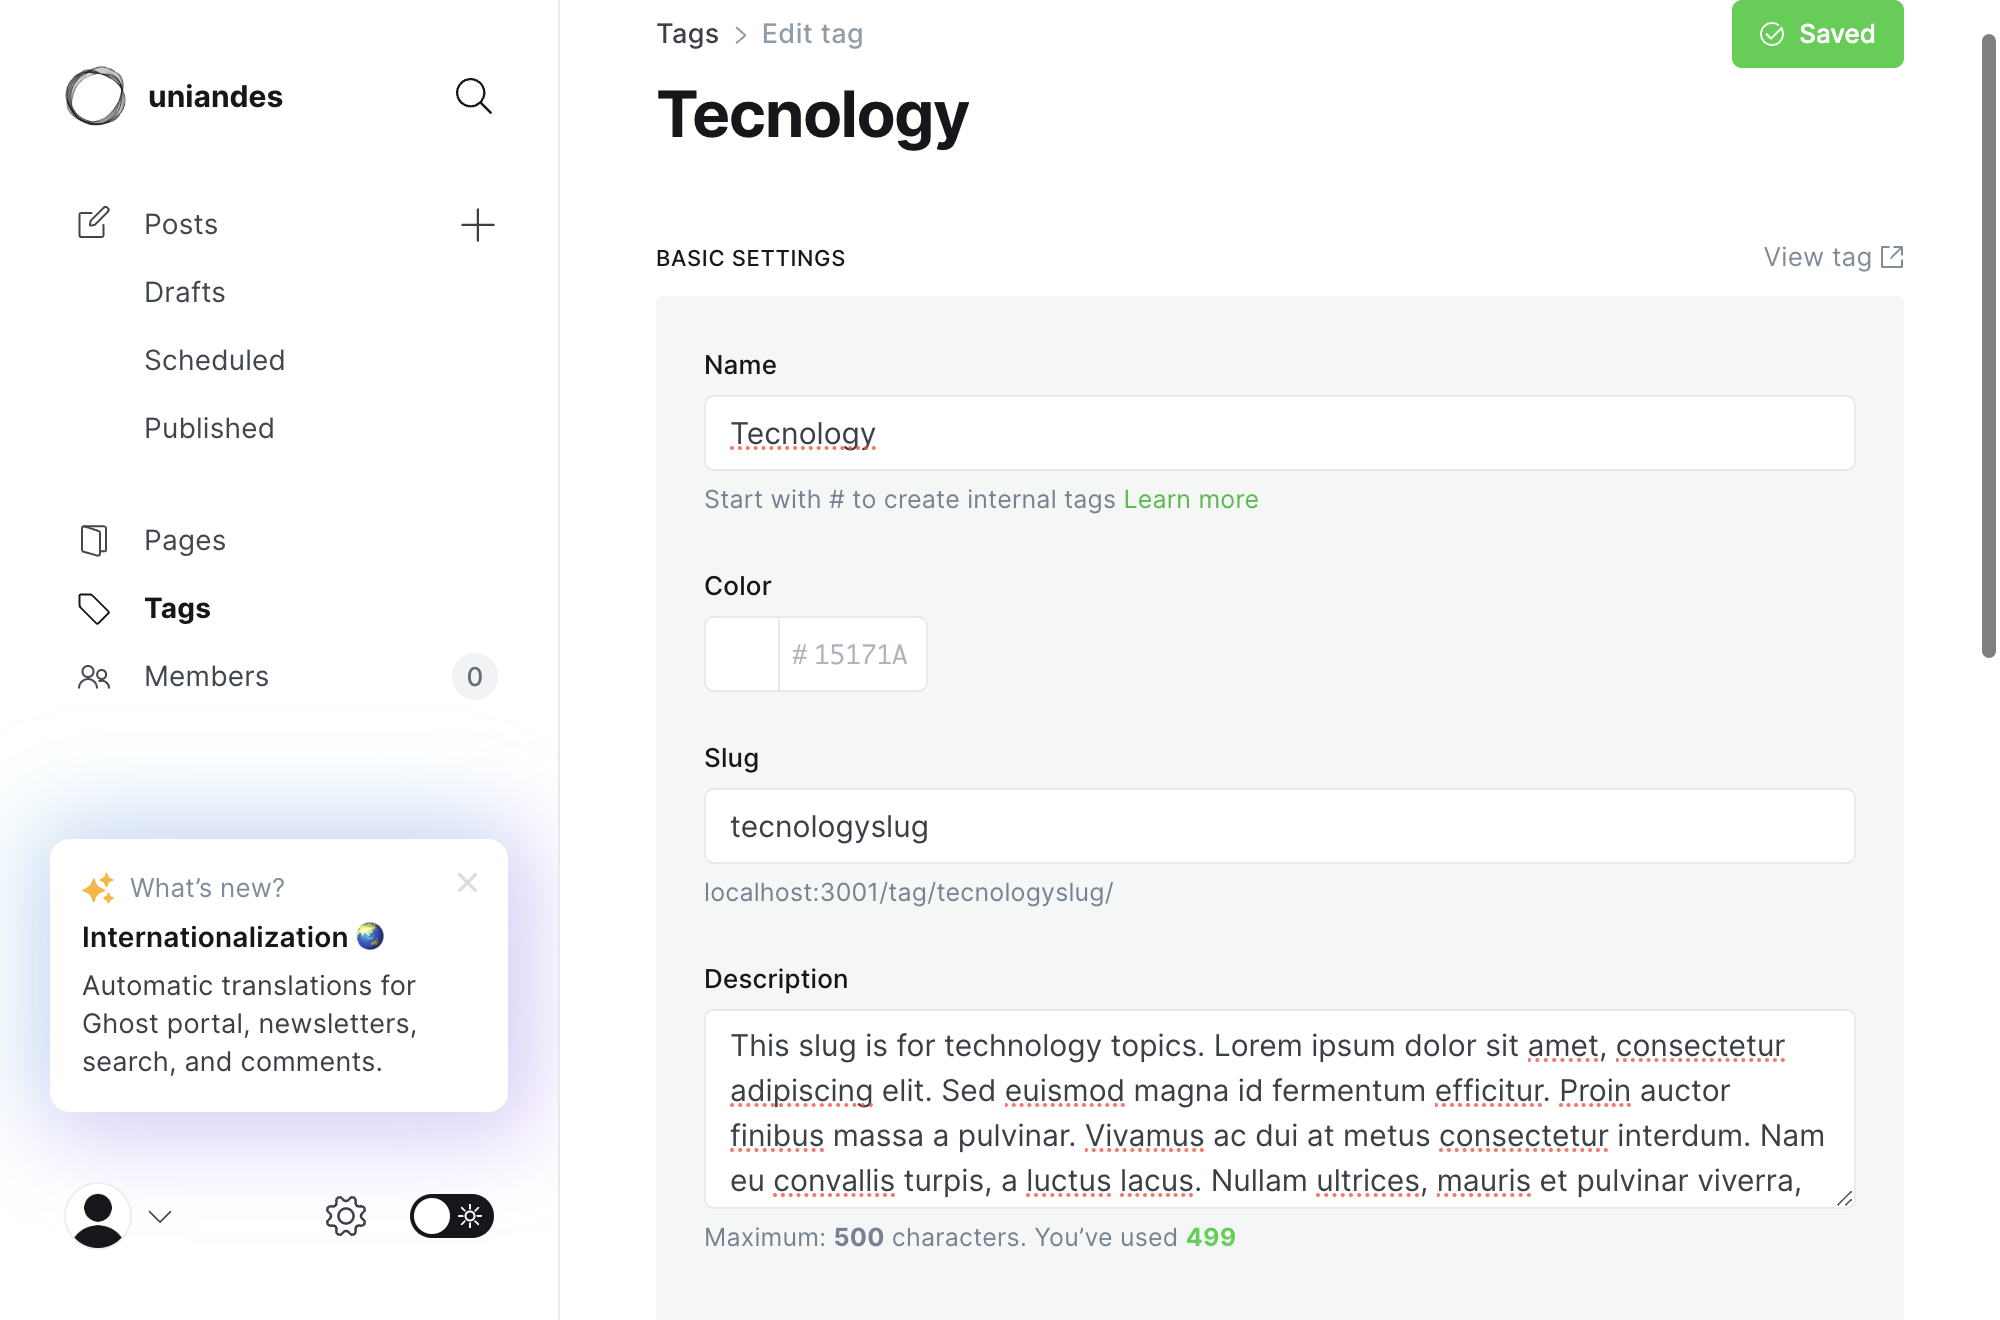 uniandes
Posts
Drafts
Scheduled
Published
Pages
Tags
Members
0
What’s new?
Internationalization
Automatic translations for
Ghost portal, newsletters,
search, and comments.
Tags > Edit tag
Saved
Tecnology
BASIC SETTINGS
View tag
Name
Tecnology
Start with # to create internal tags Learn more
Color
# 15171A
Slug
tecnologyslug
localhost:3001/tag/tecnologyslug/
Description
This slug is for technology topics. Lorem ipsum dolor sit amet, consectetur
adipiscing elit. Sed euismod magna id fermentum efficitur. Proin auctor
finibus massa a pulvinar. Vivamus ac dui at metus consectetur interdum. Nam
eu convallis turpis, a luctus lacus. Nullam ultrices, mauris et pulvinar viverra,
Maximum: 500 characters. You’ve used 499